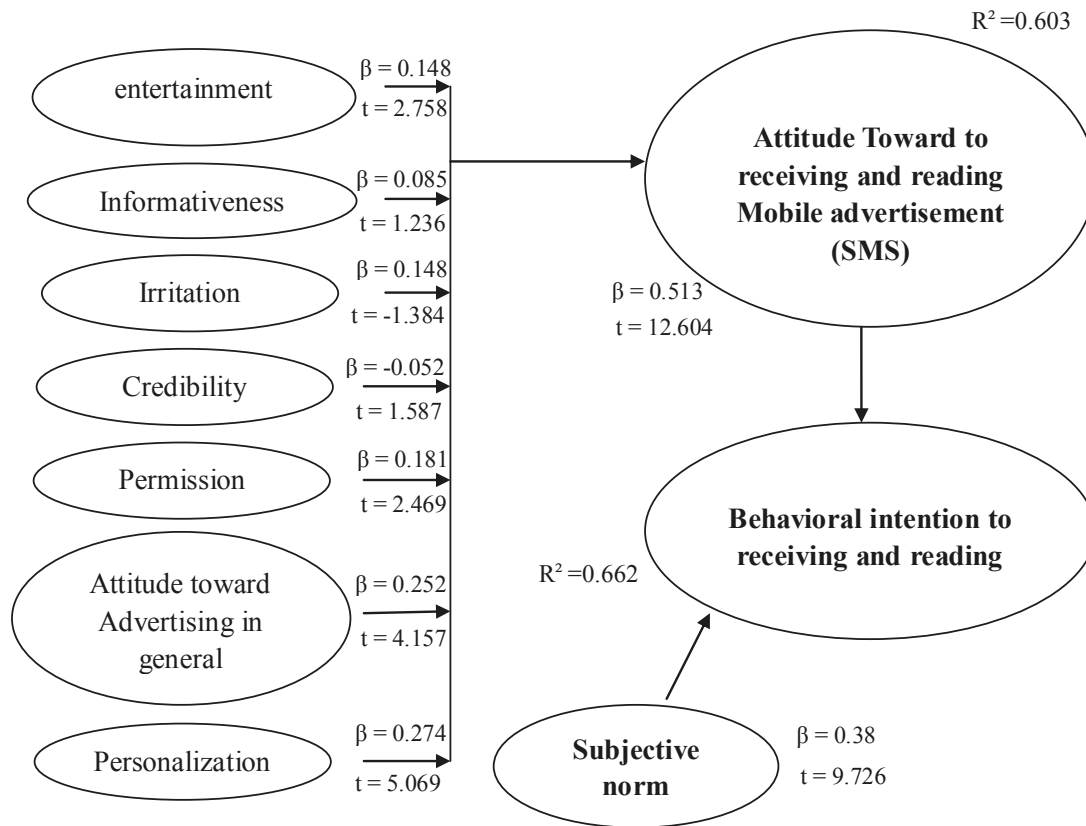 R² =0.603
β = 0.148
entertainment
t = 2.758
β = 0.085
Informativeness
t = 1.236
β = 0.148
Irritation
t = -1.384
β = -0.052
Credibility
t = 1.587
β = 0.181
Permission
t = 2.469
Attitude toward
Advertising in
general
β = 0.252
t = 4.157
β = 0.274
Personalization
t = 5.069
Attitude Toward to
receiving and reading
Mobile advertisement
(SMS)
β = 0.513
t = 12.604
Behavioral intention to
receiving and reading
R² =0.662
Subjective
norm
β = 0.38
t = 9.726